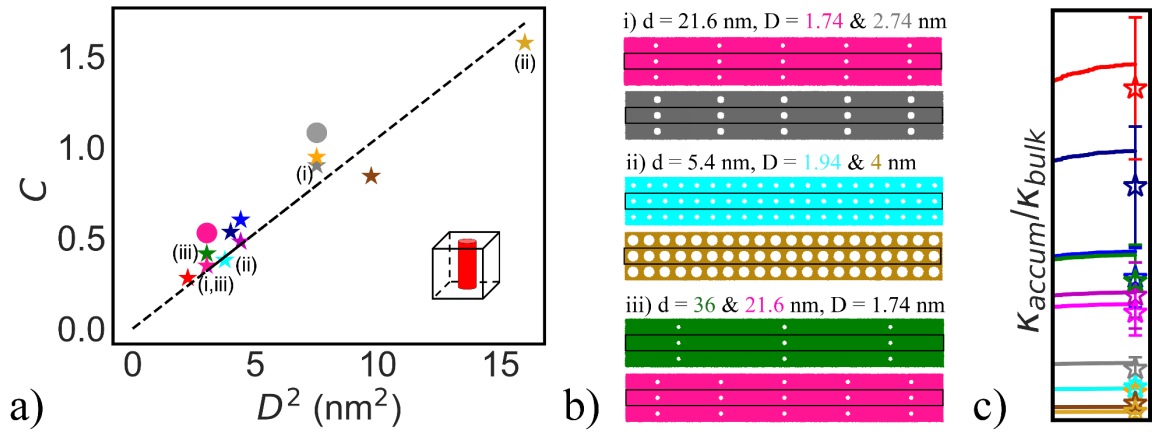 1.5
1.0
0.5
0.0
C
0
5
10
15
D² (nm²)
(ii)
(i)
(iii)
(ii)
(i,iii)
a)
i) d = 21.6 nm, D = 1.74 & 2.74 nm
ii) d = 5.4 nm, D = 1.94 & 4 nm
iii) d = 36 & 21.6 nm, D = 1.74 nm
b)
κaccum/κbulk
c)